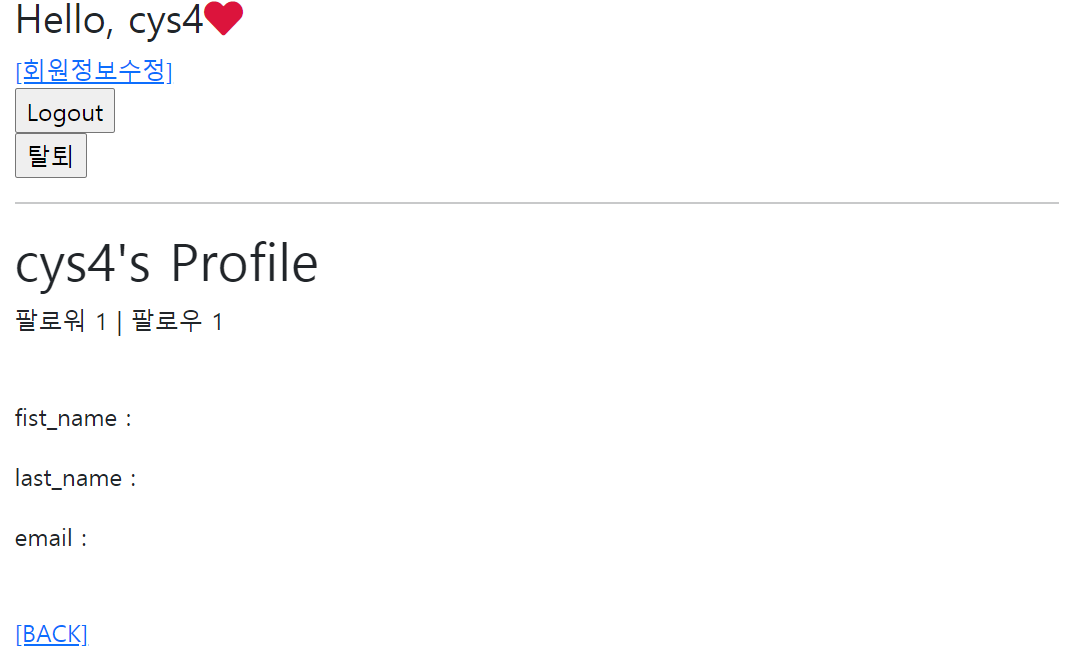 Hello, cys4❤
[회원정보수정]
Logout
탈퇴
cys4's Profile
팔로워 1 | 팔로우 1
fist_name :
last_name :
email :
[BACK]